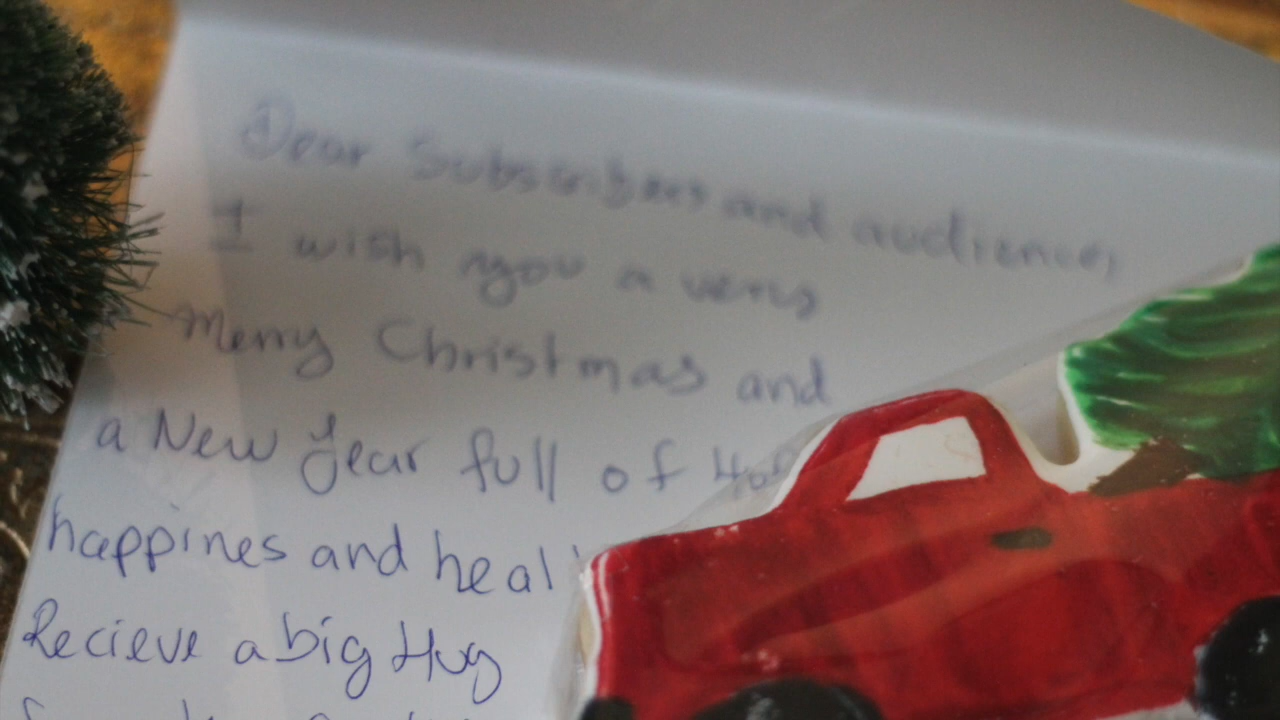 Dear Subscribers and audience,
I wish you a very
Merry Christmas and
a New Year full of
happines and
Recieve a big Hug